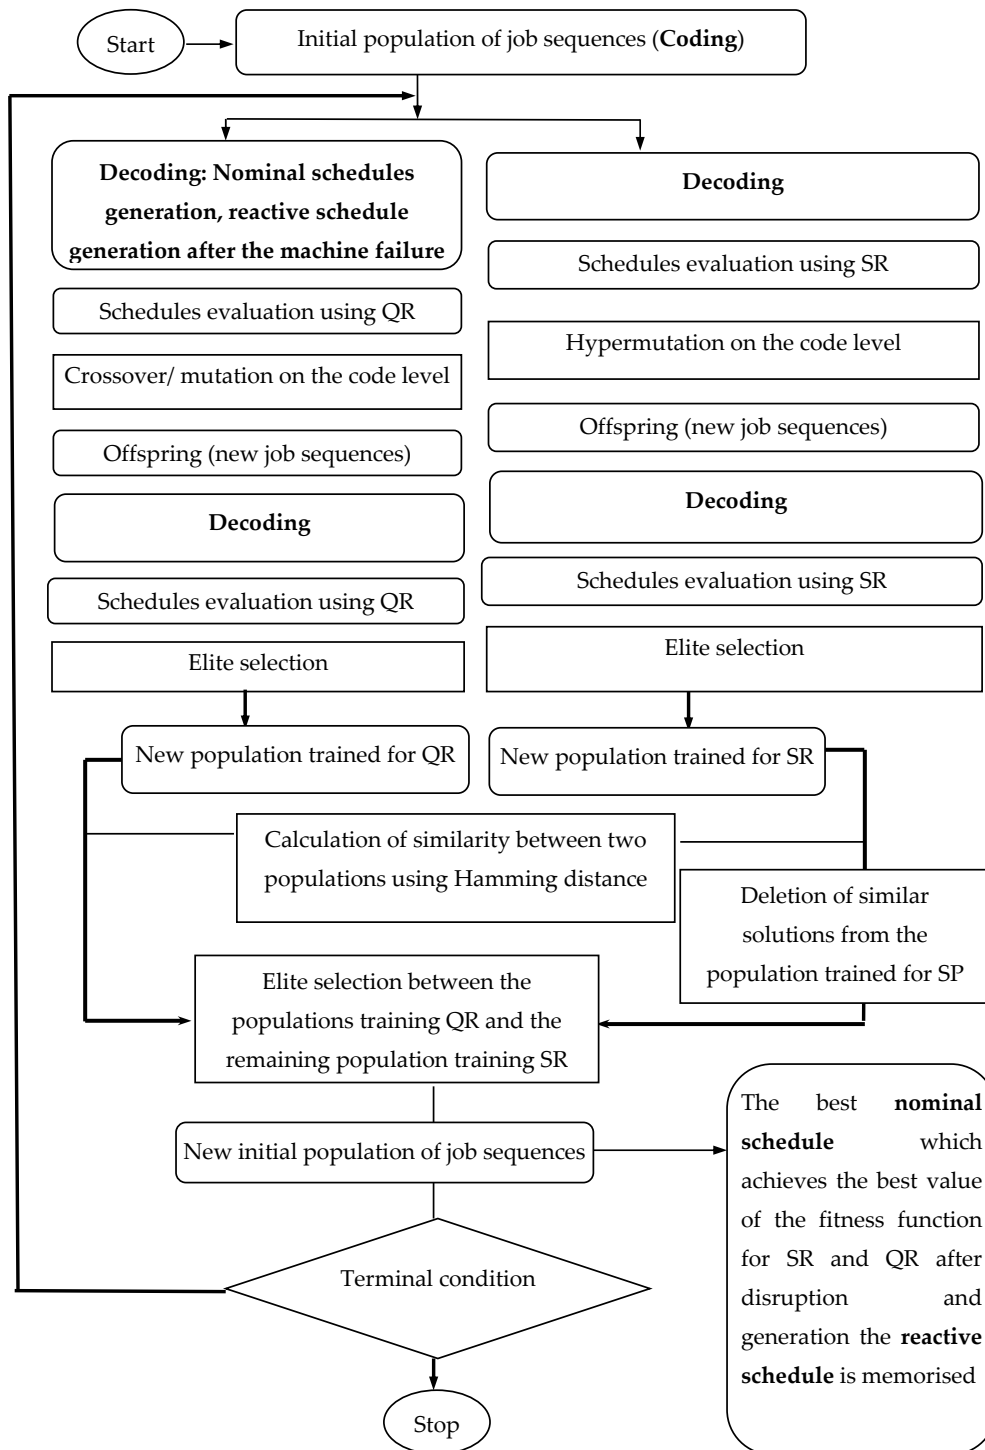 Start
Initial population of job sequences (Coding)
Decoding: Nominal schedules
generation, reactive schedule
generation after the machine failure
Schedules evaluation using QR
Crossover/ mutation on the code level
Offspring (new job sequences)
Decoding
Schedules evaluation using QR
Elite selection
New population trained for QR
Decoding
Schedules evaluation using SR
Hypermutation on the code level
Offspring (new job sequences)
Decoding
Schedules evaluation using SR
Elite selection
New population trained for SR
Calculation of similarity between two
populations using Hamming distance
Deletion of similar
solutions from the
population trained for SP
Elite selection between the
populations training QR and the
remaining population training SR
New initial population of job sequences
The best nominal
schedule which
achieves the best value
of the fitness function
for SR and QR after
disruption and
generation the reactive
schedule is memorised
Terminal condition
Stop